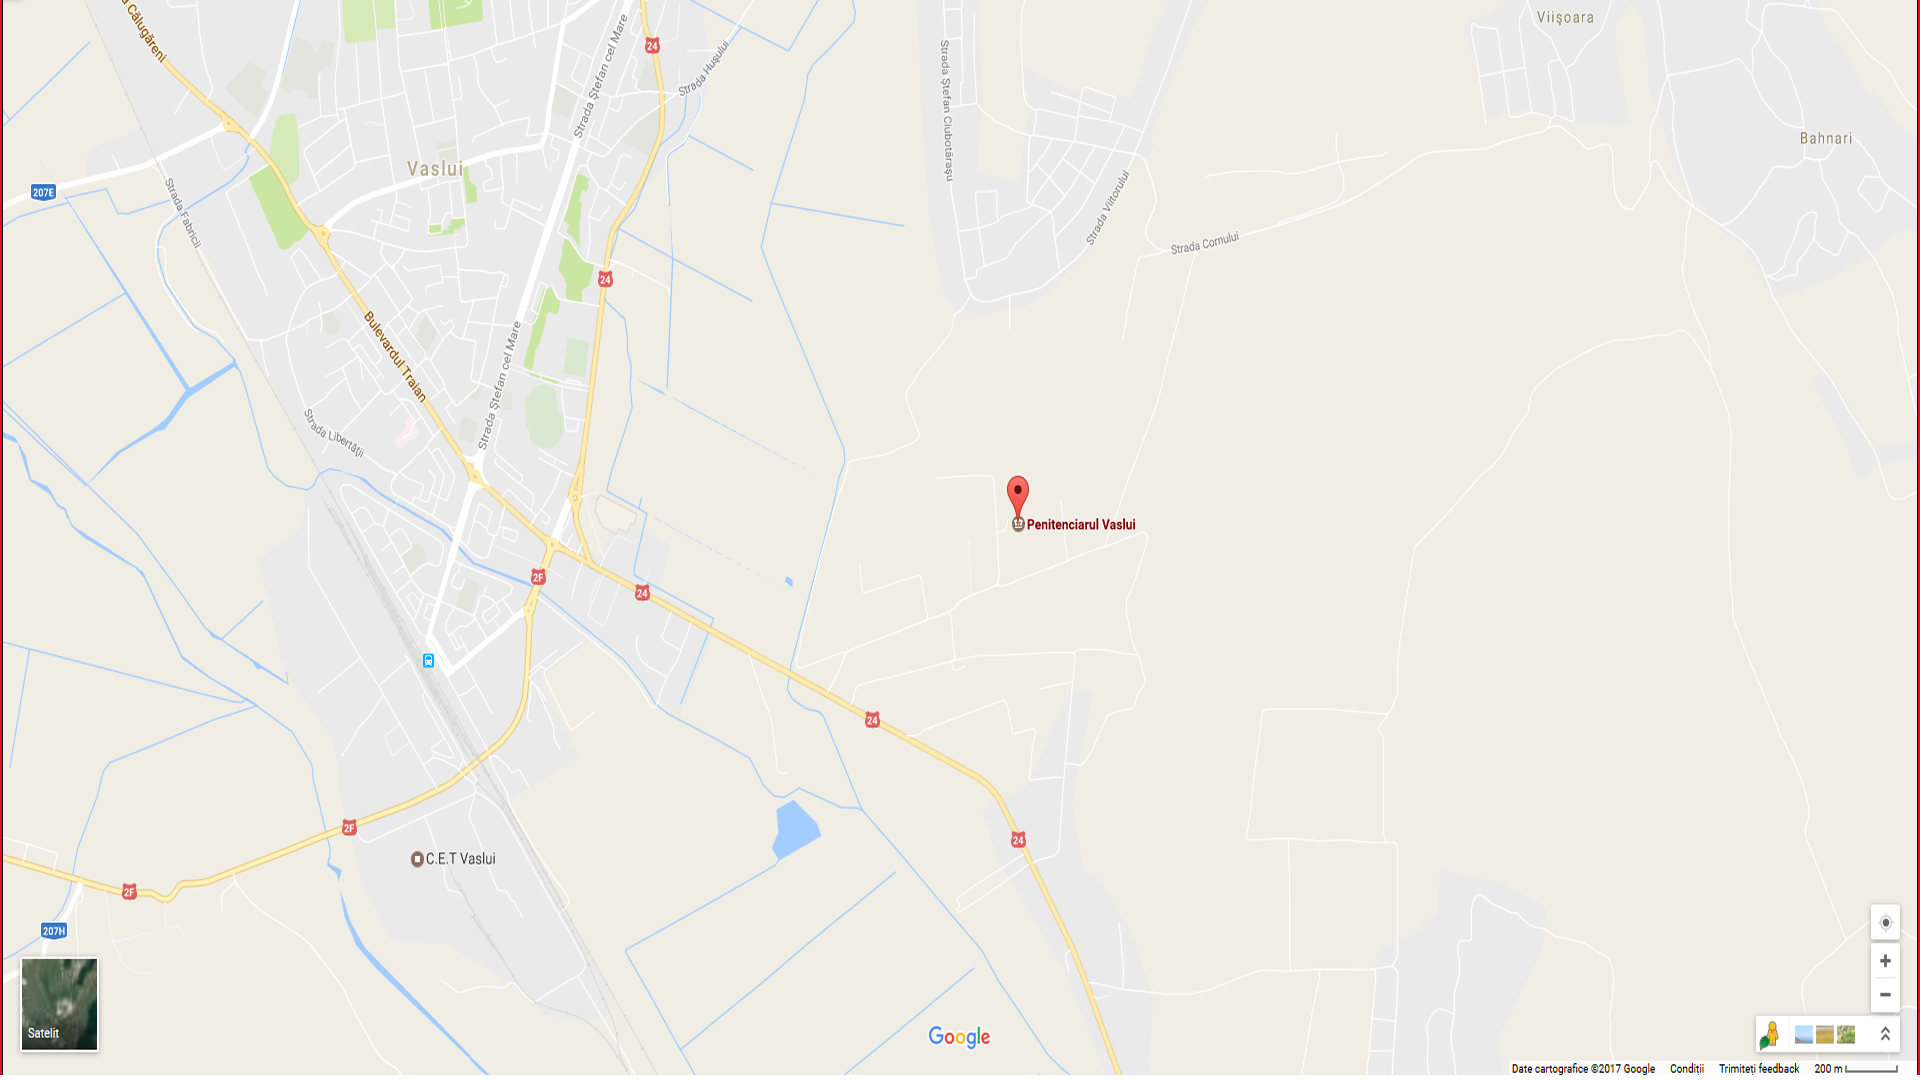 Călugăreni
Strada Ștefan cel Mare
24
Strada Hușului
Strada Ștefan Ciubotărașu
Viișoara
Bahnari
Vaslui
207E
Strada Fabricii
Strada Viitorului
Strada Cornului
24
Bulevardul Traian
Strada Ștefan cel Mare
Strada Libertății
Penitenciarul Vaslui
2F
24
24
2F
24
C.E.T Vaslui
2F
207H
Satelit
Google
Date cartografice ©2017 Google Condiții Trimiteți feedback 200 m